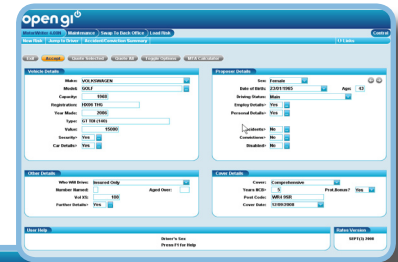 open gi
MotorWriter 4.00M Maintenance Swap To Back Office Load Risk Control
New Risk Jump to Driver Accident/Conviction Summary
Exit Accept Quote Selected Quote All Toggle Options MTA Calculator
Vehicle Details
Make: VOLKSWAGEN
Model: GOLF
Capacity: 1968
Registration: HX06 THG
Year Made: 2006
Type: GT TDI (140)
Value: 15000
Security: Yes
Car Details: Yes
Proposer Details
Sex: Female
Date of Birth: 23/01/1965 Age: 43
Driving Status: Main
Employ Details: Yes
Personal Details: Yes
Accidents: No
Convictions: No
Disabled: No
Other Details
Who Will Drive: Insured Only
Number Named: Aged Over:
Vol XS: 100
Further Details: Yes
Cover Details
Cover: Comprehensive
Years NCD: 5 Prot.Bonus? Yes
Post Code: WR4 9SR
Cover Date: 12/09/2008
User Help
Driver's Sex
Press F1 for Help
Rates Version
SEPT(2) 2008